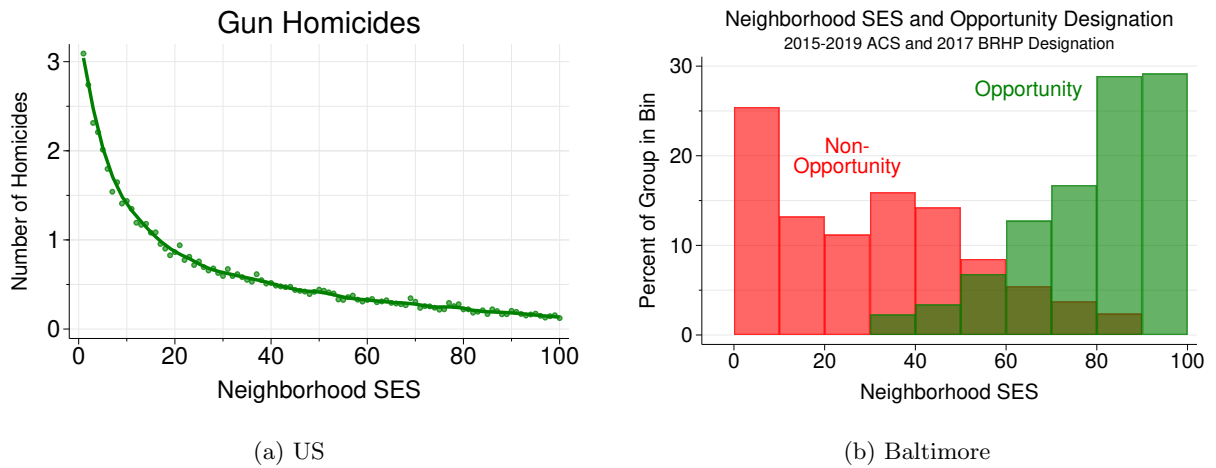 Gun Homicides
Number of Homicides
3
2
1
0
0 20 40 60 80 100
Neighborhood SES
(a) US
Neighborhood SES and Opportunity Designation
2015-2019 ACS and 2017 BRHP Designation
Percent of Group in Bin
30
20
10
0
Opportunity
Non-
Opportunity
0 20 40 60 80 100
Neighborhood SES
(b) Baltimore